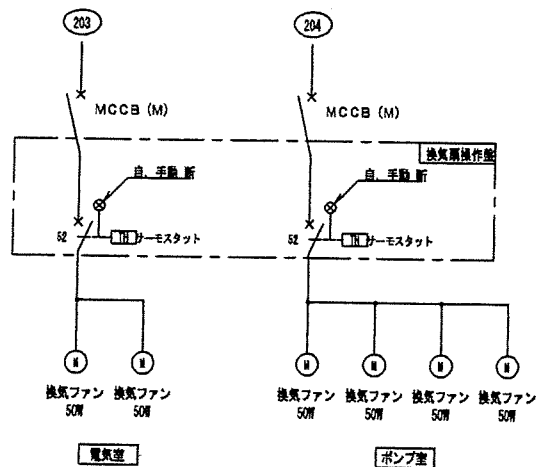 203
204
MCCB (M)
MCCB (M)
換気扇操作盤
自、手動 断
自、手動 断
52
TH
サーモスタット
52
TH
サーモスタット
M
M
M
M
M
M
換気ファン
50W
換気ファン
50W
換気ファン
50W
換気ファン
50W
換気ファン
50W
換気ファン
50W
電気室
ポンプ室